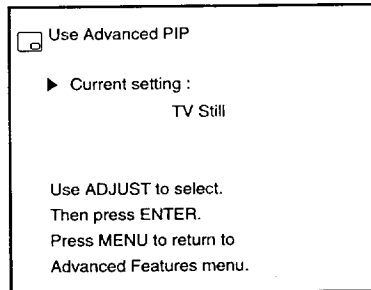 Use Advanced PIP
Current setting :
TV Still
Use ADJUST to select.
Then press ENTER.
Press MENU to return to
Advanced Features menu.